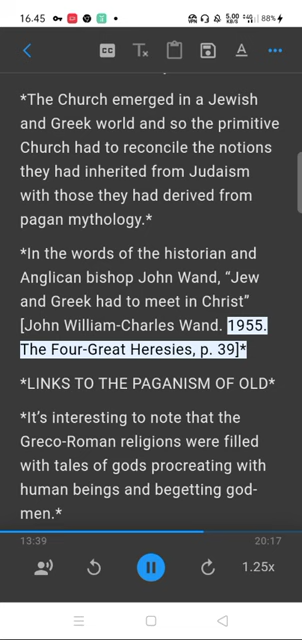 16.45
5.00
KB/S
88%
*The Church emerged in a Jewish
and Greek world and so the primitive
Church had to reconcile the notions
they had inherited from Judaism
with those they had derived from
pagan mythology.*
*In the words of the historian and
Anglican bishop John Wand, “Jew
and Greek had to meet in Christ”
[John William-Charles Wand. 1955.
The Four-Great Heresies, p. 39]*
*LINKS TO THE PAGANISM OF OLD*
*It’s interesting to note that the
Greco-Roman religions were filled
with tales of gods procreating with
human beings and begetting god-
men.*
13:39
20:17
1.25x